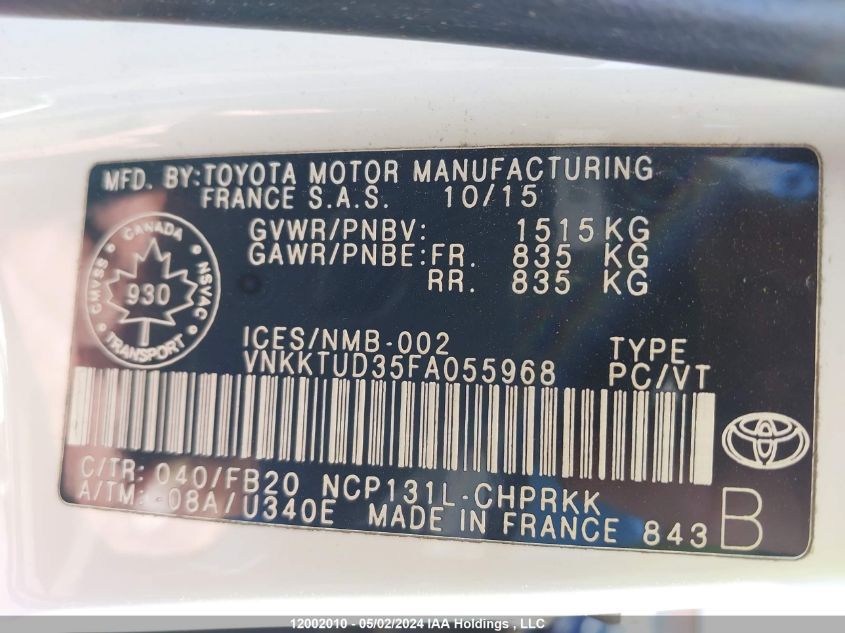 MFD. BY:TOYOTA MOTOR MANUFACTURING
FRANCE S.A.S. 10/15
GVWR/PNBV: 1515KG
GAWR/PNBE:FR. 835 KG
RR. 835 KG
CANADA
CMVSS 930 NSVAC
TRANSPORT
ICES/NMB-002 TYPE
VNKKTUD35FA055968 PC/VT
C/TR: 040/FB20 NCP131L-CHPRKK
A/TM: -08A/U340E MADE IN FRANCE 843 B
12002010 - 05/02/2024 IAA Holdings , LLC